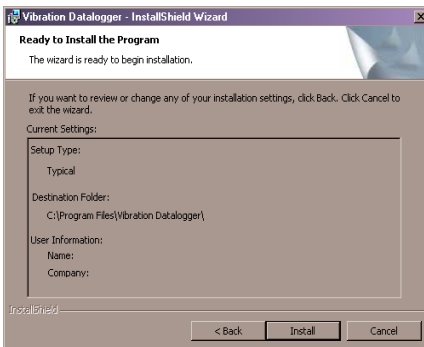 Vibration Datalogger - InstallShield Wizard
Ready to Install the Program
The wizard is ready to begin installation.
If you want to review or change any of your installation settings, click Back. Click Cancel to
exit the wizard.
Current Settings:
Setup Type:
Typical
Destination Folder:
C:\Program Files\Vibration Datalogger\
User Information:
Name:
Company:
InstallShield
< Back Install Cancel